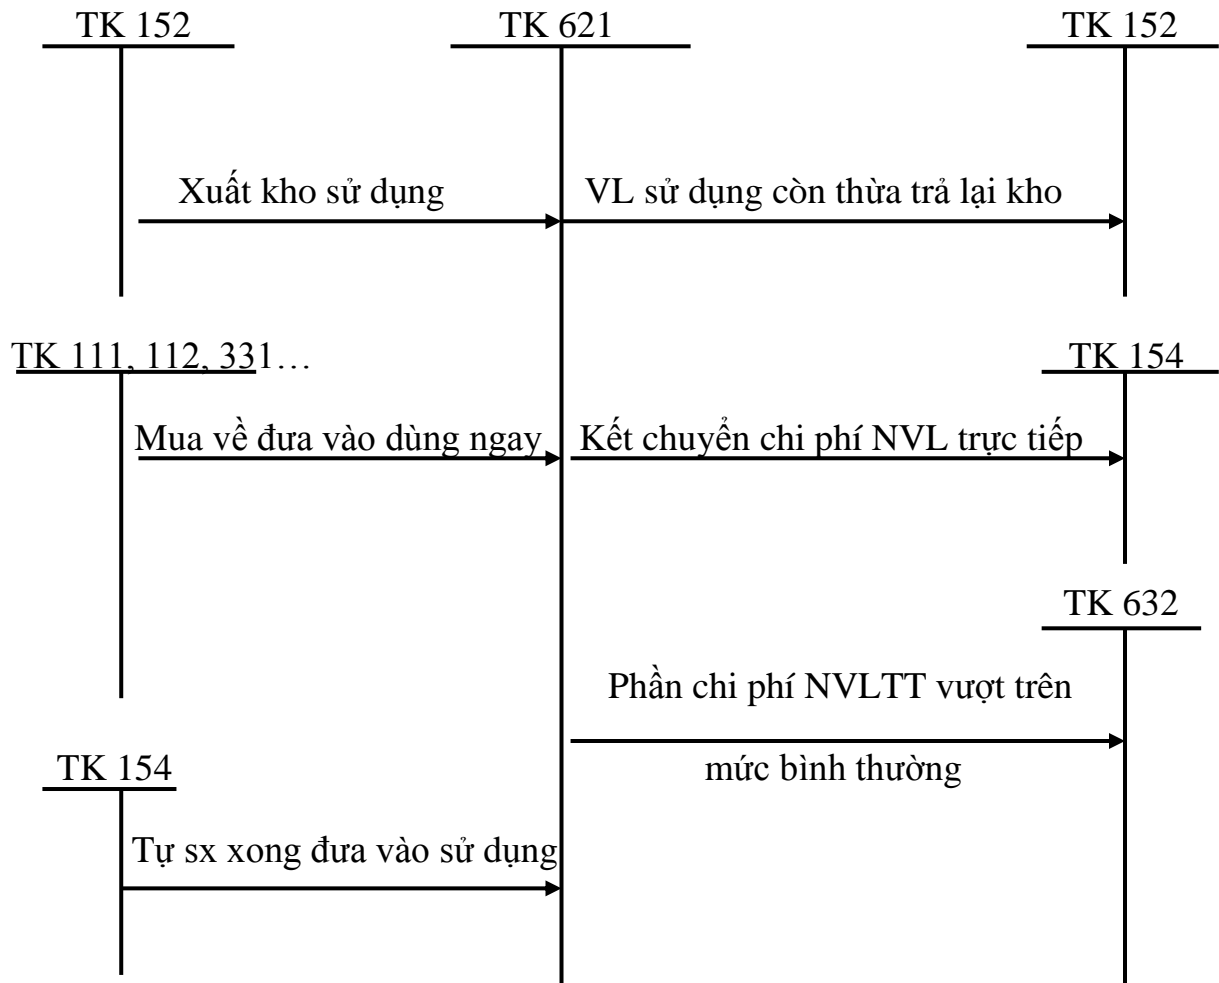 TK 152
TK 621
TK 152
Xuất kho sử dụng
VL sử dụng còn thừa trả lại kho
TK 111, 112, 331…
TK 154
Mua về đưa vào dùng ngay
Kết chuyển chi phí NVL trực tiếp
TK 632
Phần chi phí NVLTT vượt trên
mức bình thường
TK 154
Tự sx xong đưa vào sử dụng